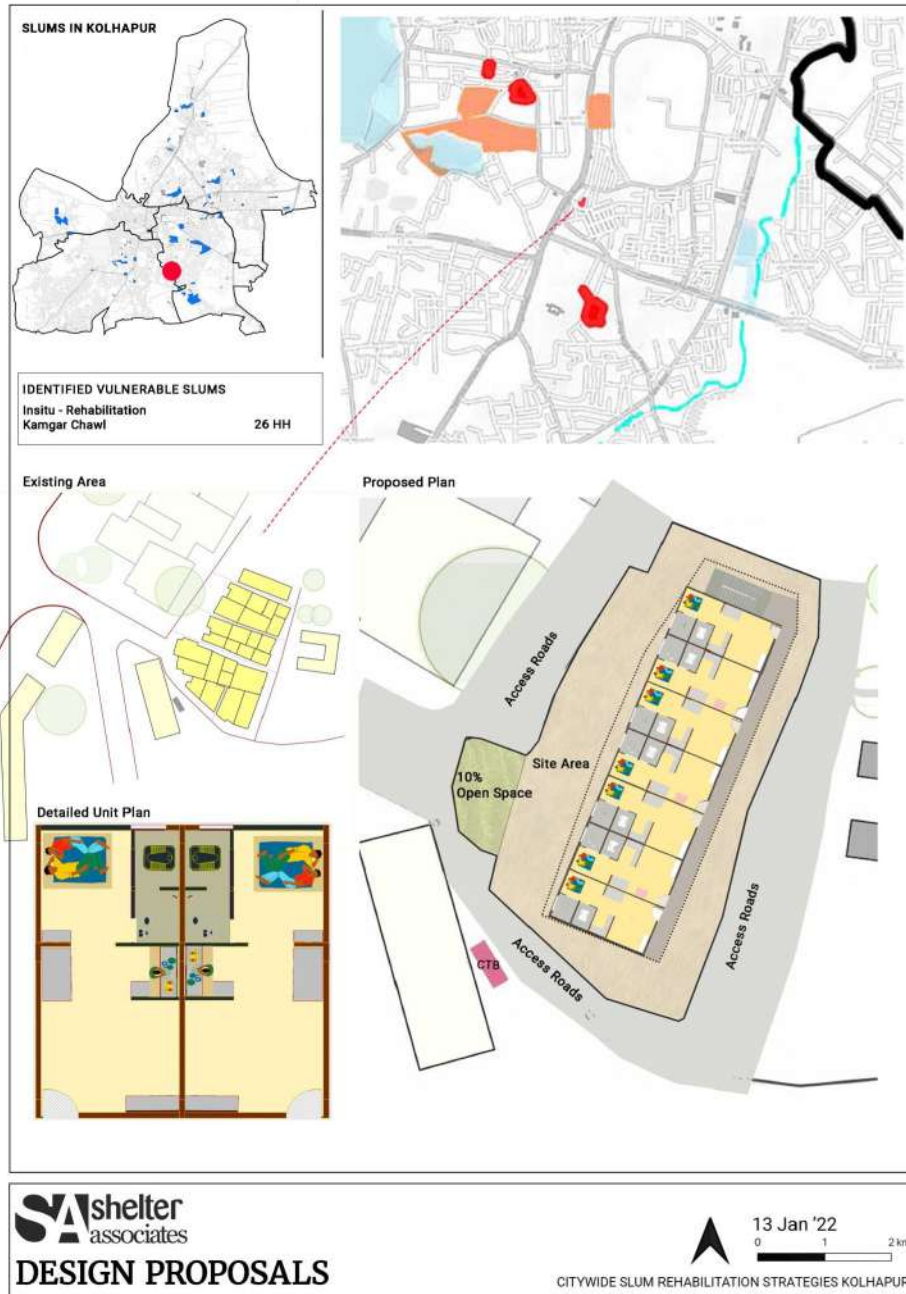 SLUMS IN KOLHAPUR
IDENTIFIED VULNERABLE SLUMS
Insitu - Rehabilitation
Kamgar Chawl 26 HH
Existing Area
Proposed Plan
Access Roads
Site Area
10%
Open Space
Access Roads
Access Roads
CTB
Detailed Unit Plan
SA shelter
associates
DESIGN PROPOSALS
13 Jan '22
0 1 2 km
CITYWIDE SLUM REHABILITATION STRATEGIES KOLHAPUR